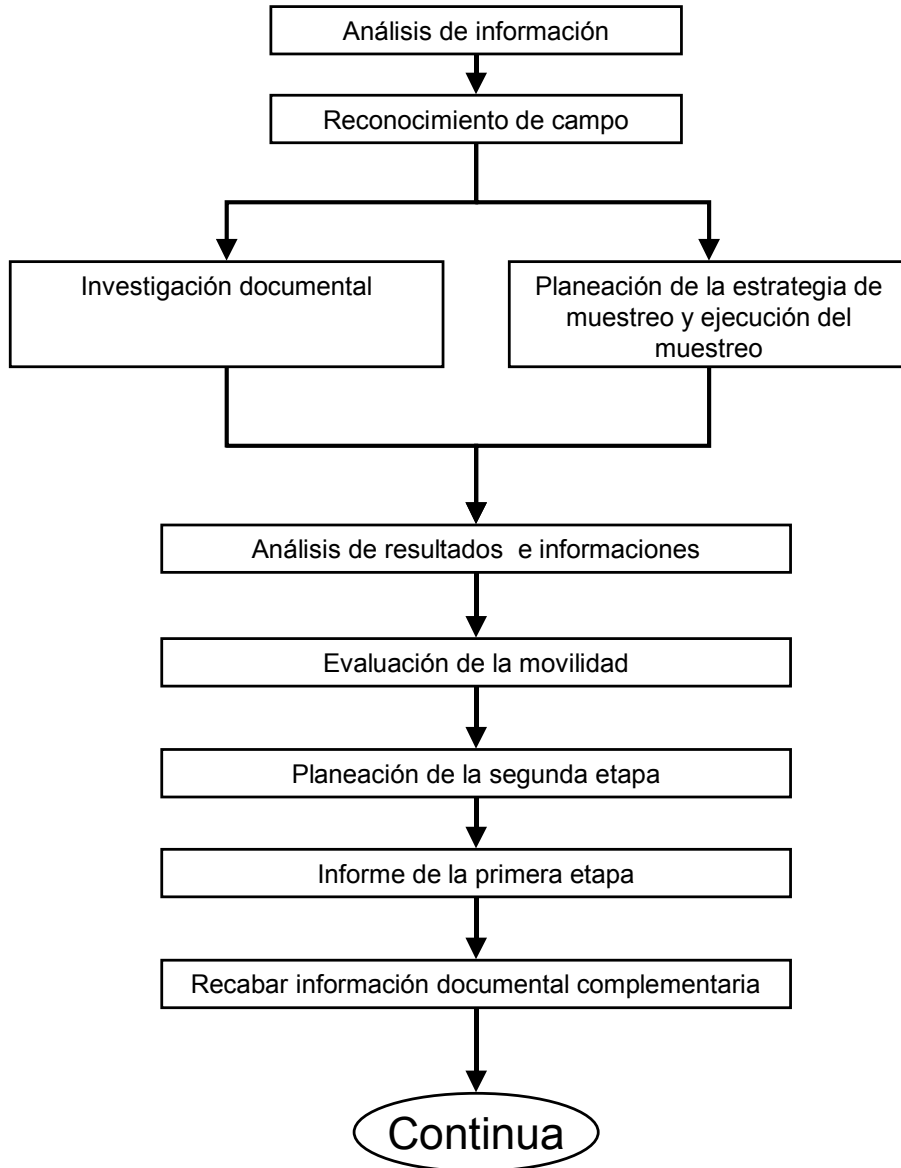 Análisis de información
Reconocimiento de campo
Investigación documental
Planeación de la estrategia de
muestreo y ejecución del
muestreo
Análisis de resultados  e informaciones
Evaluación de la movilidad
Planeación de la segunda etapa
Informe de la primera etapa
Recabar información documental complementaria
Continua